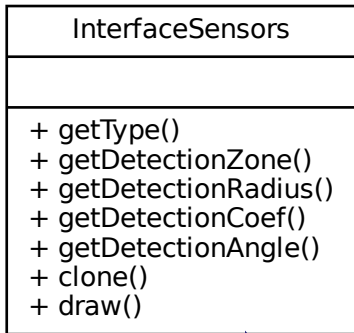 InterfaceSensors
+ getType()
+ getDetectionZone()
+ getDetectionRadius()
+ getDetectionCoef()
+ getDetectionAngle()
+ clone()
+ draw()